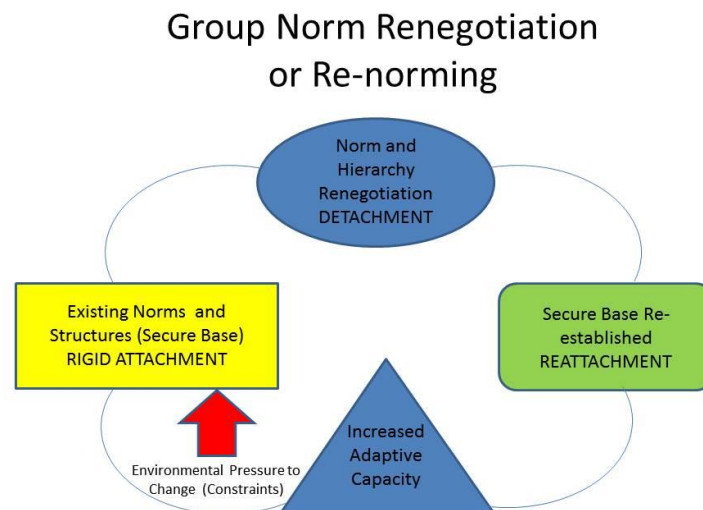 Group Norm Renegotiation
or Re-norming
Norm and
Hierarchy
Renegotiation
DETACHMENT
Existing Norms and
Structures (Secure Base)
RIGID ATTACHMENT
Secure Base Re-
established
REATTACHMENT
Increased
Adaptive
Capacity
Environmental Pressure to
Change (Constraints)